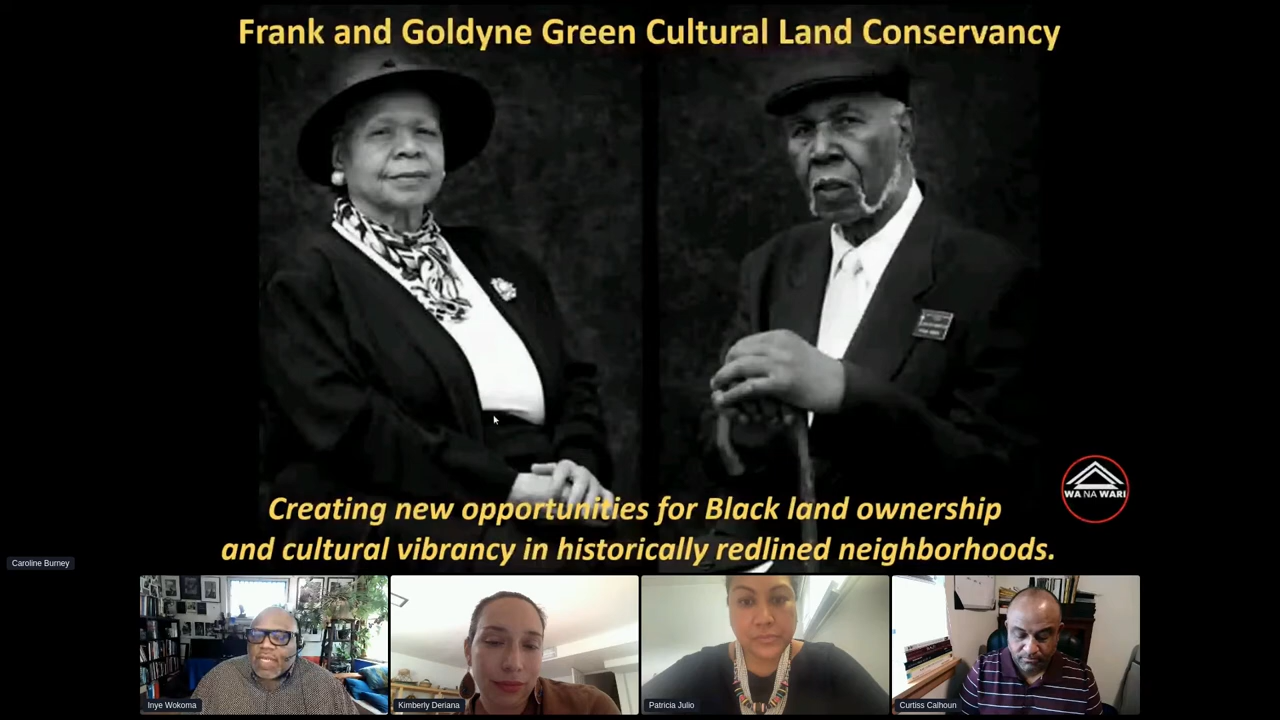 Frank and Goldyne Green Cultural Land Conservancy
WA NA WARI
Creating new opportunities for Black land ownership
and cultural vibrancy in historically redlined neighborhoods.
Caroline Burney
Inye Wokoma
Kimberly Deriana
Patricia Julio
Curtiss Calhoun